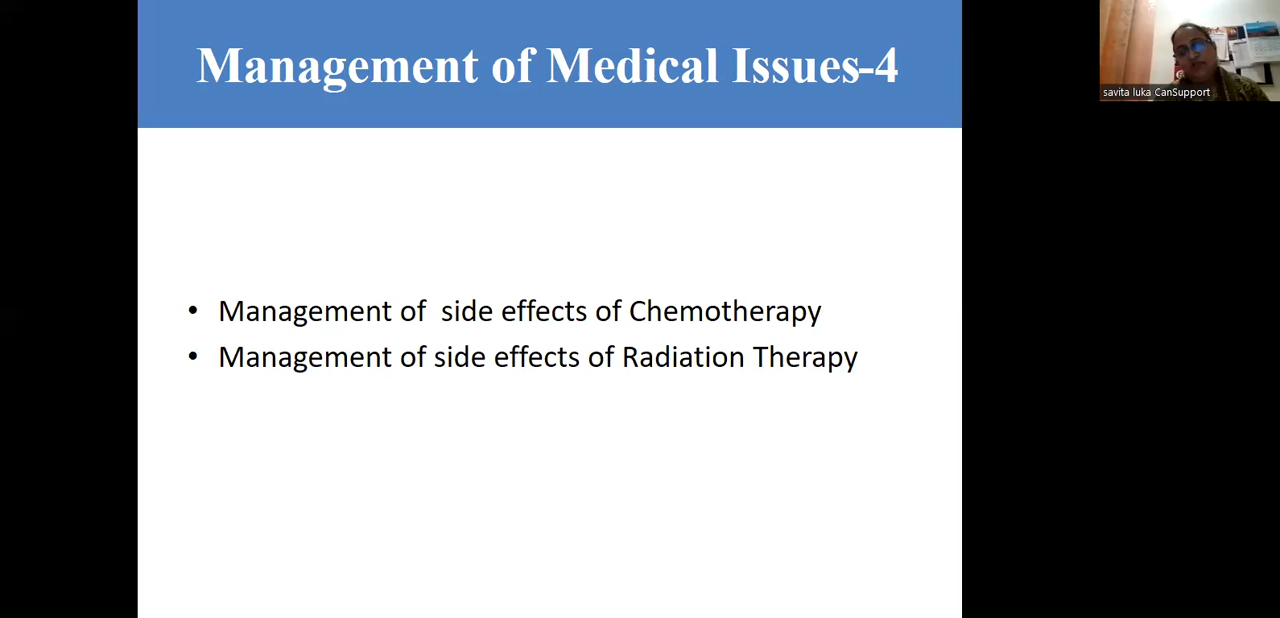 Management of Medical Issues-4
savita luka CanSupport
• Management of  side effects of Chemotherapy
• Management of side effects of Radiation Therapy